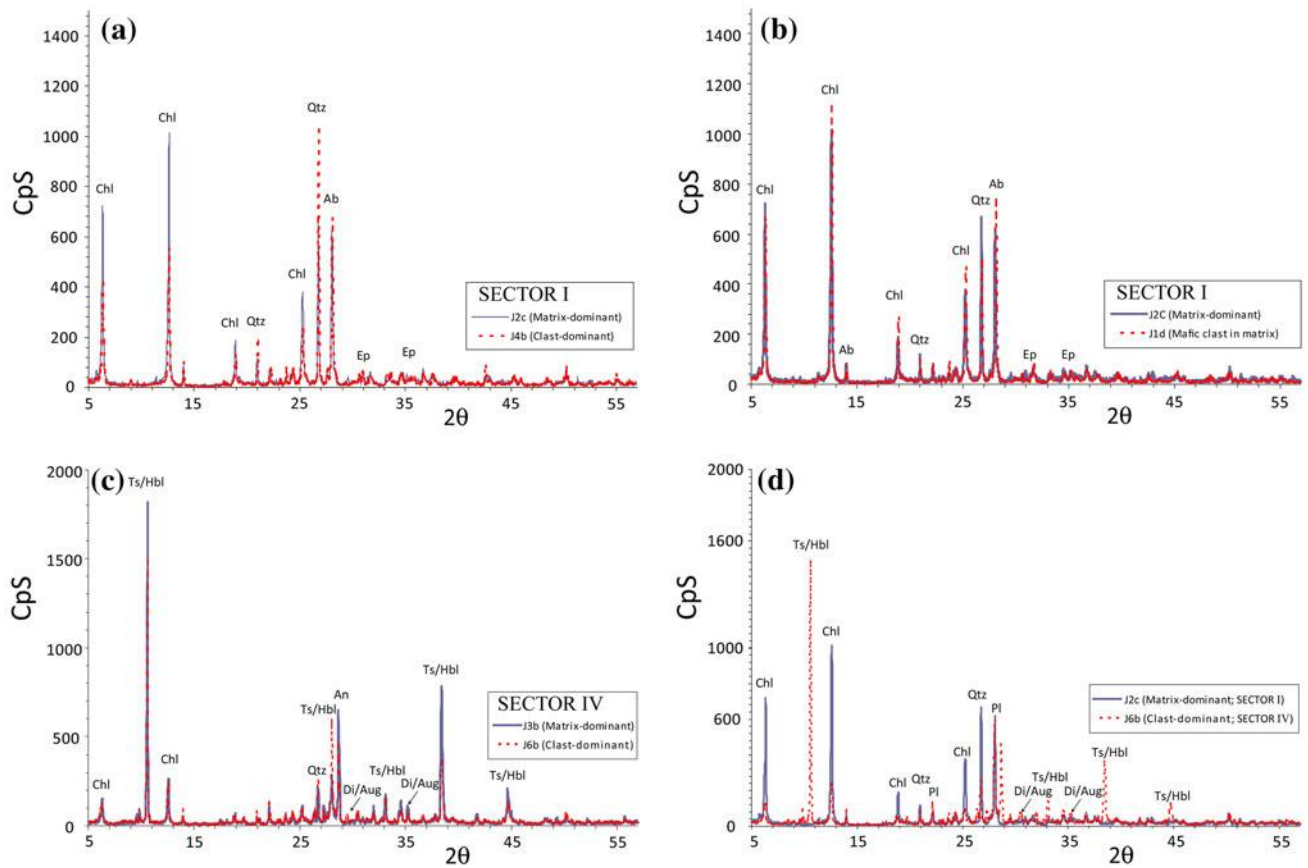 (a)
CpS
1400
1200
1000
800
600
400
200
0
Chl
Chl
Chl
Qtz
Chl
Qtz
Ab
Ep
Ep
SECTOR I
J2c (Matrix-dominant)
J4b (Clast-dominant)
5
15
25
35
45
55
2θ
(b)
CpS
1400
1200
1000
800
600
400
200
0
Chl
Chl
Ab
Chl
Qtz
Chl
Qtz
Ab
Ep
Ep
SECTOR I
J2C (Matrix-dominant)
J1d (Mafic clast in matrix)
5
15
25
35
45
55
2θ
(c)
CpS
2000
1500
1000
500
0
Chl
Ts/Hbl
Chl
Qtz
Ts/Hbl
An
Di/Aug
Ts/Hbl
Di/Aug
Ts/Hbl
Ts/Hbl
SECTOR IV
J3b (Matrix-dominant)
J6b (Clast-dominant)
5
15
25
35
45
55
2θ
(d)
CpS
2000
1600
1000
600
0
Chl
Ts/Hbl
Chl
Chl
Qtz
Pl
Chl
Qtz
Pl
Di/Aug
Ts/Hbl
Di/Aug
Ts/Hbl
Ts/Hbl
J2c (Matrix-dominant; SECTOR I)
J6b (Clast-dominant; SECTOR IV)
5
15
25
35
45
55
2θ